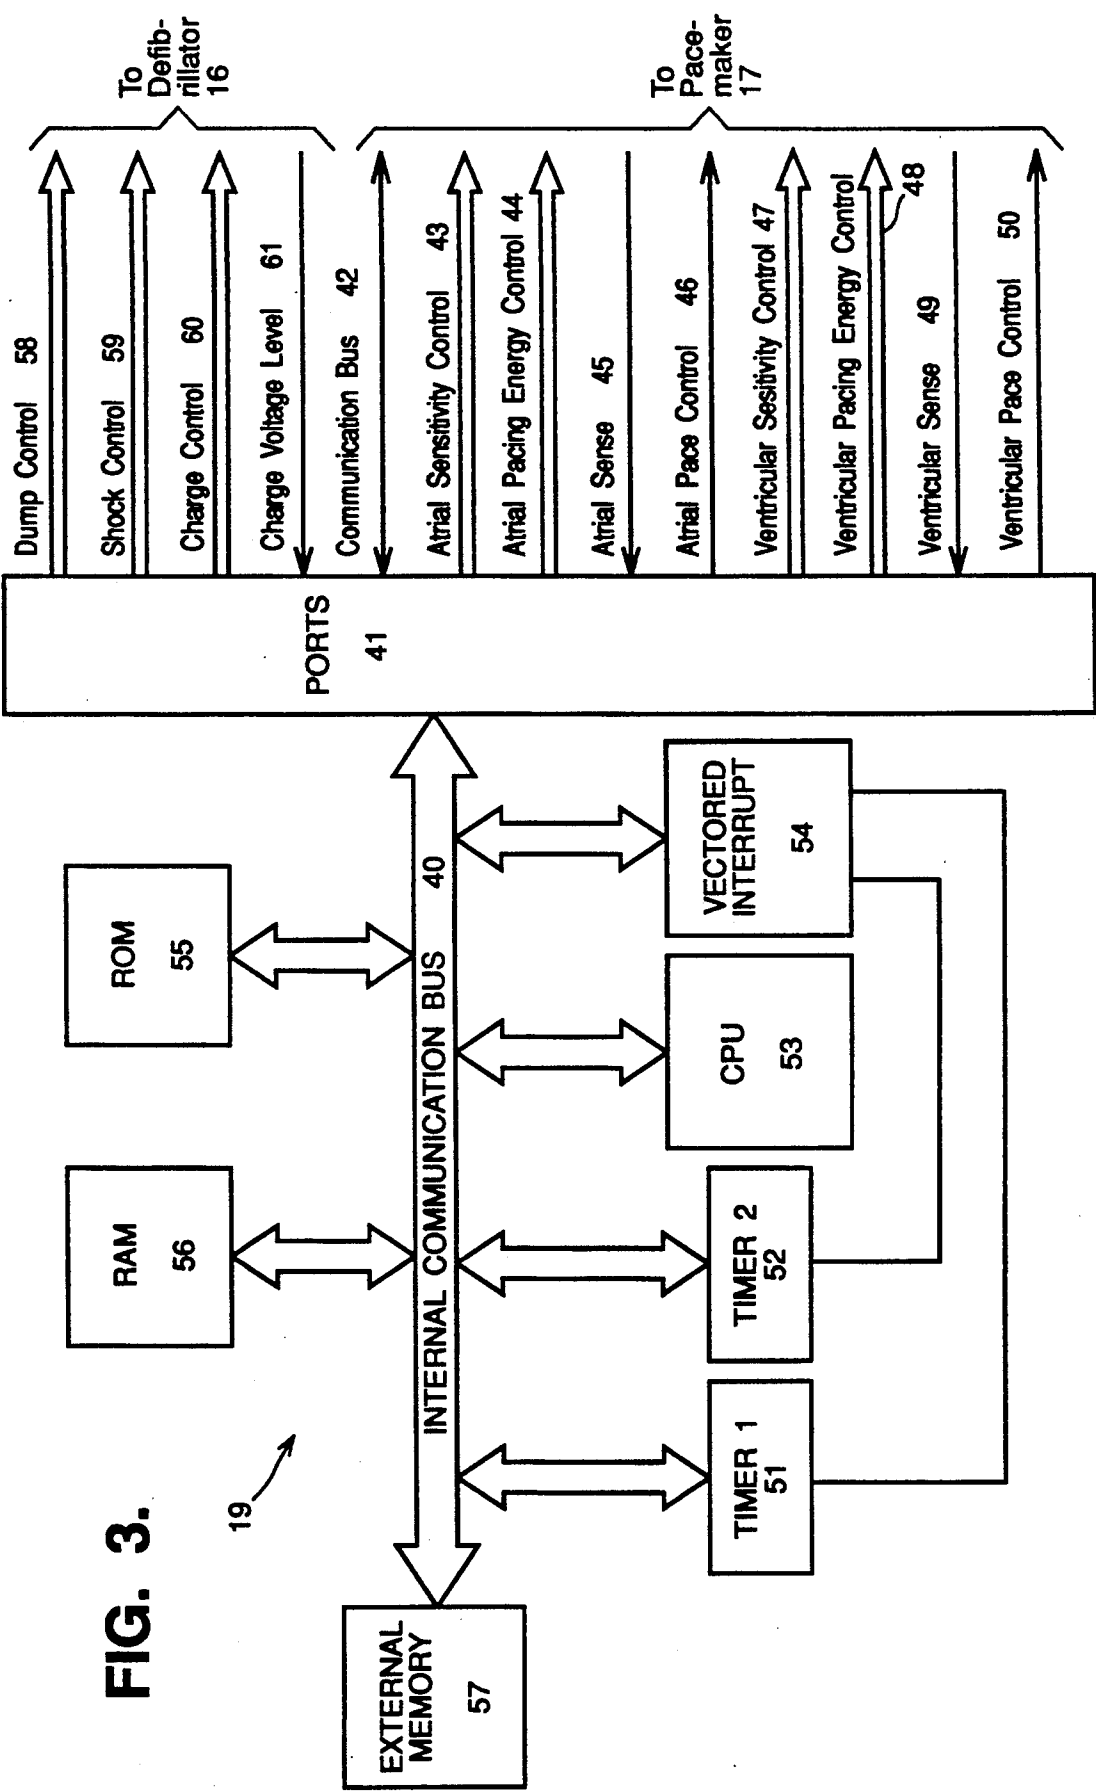 FIG. 3.
19
EXTERNAL
MEMORY
57
RAM
56
ROM
55
INTERNAL COMMUNICATION BUS 40
TIMER 1
51
TIMER 2
52
CPU
53
VECTORED
INTERRUPT
54
PORTS
41
Dump Control 58
Shock Control 59
Charge Control 60
Charge Voltage Level 61
Communication Bus 42
Atrial Sensitivity Control 43
Atrial Pacing Energy Control 44
Atrial Sense 45
Atrial Pace Control 46
Ventricular Sesitivity Control 47
Ventricular Pacing Energy Control
48
Ventricular Sense 49
Ventricular Pace Control 50
To
Defib-
rillator
16
To
Pace-
maker
17